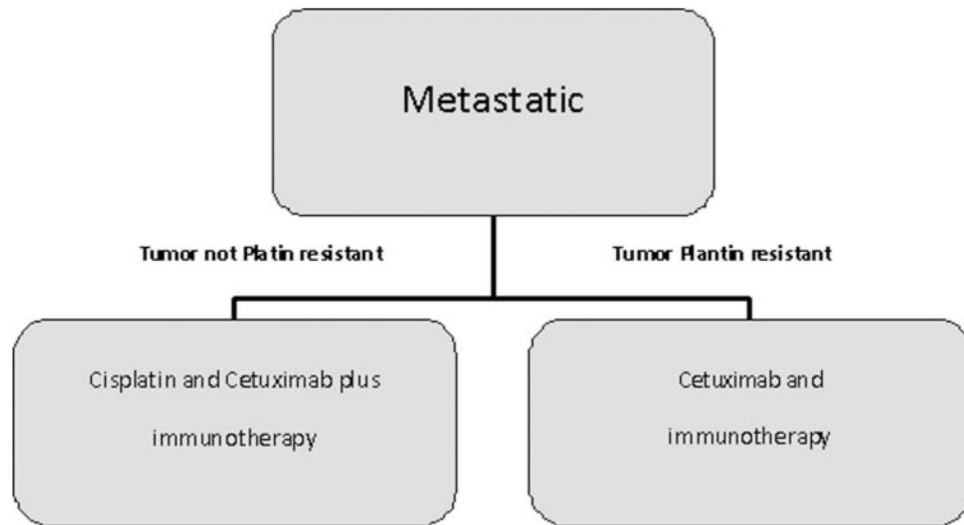 Metastatic
Tumor not Platin resistant
Tumor Plantin resistant
Cisplatin and Cetuximab plus
immunotherapy
Cetuximab and
immunotherapy